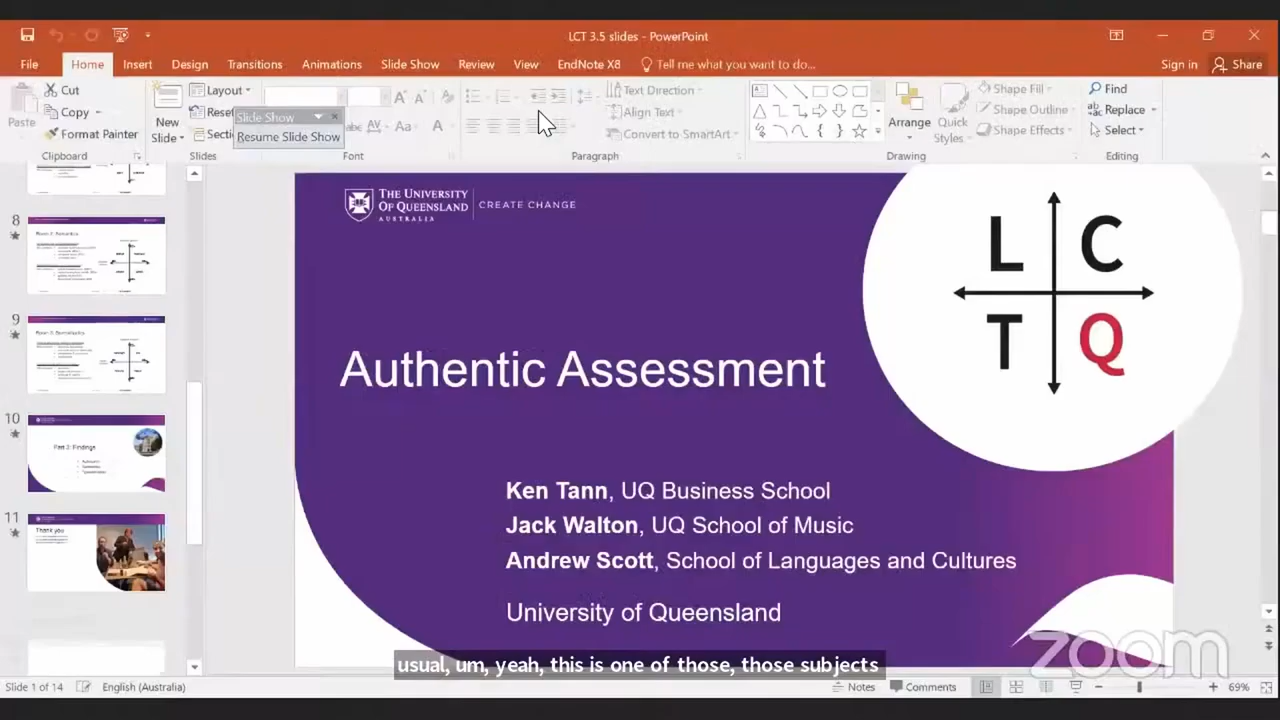 LCT 3.5 slides - PowerPoint
File Home Insert Design Transitions Animations Slide Show Review View EndNote X8 Tell me what you want to do... Sign in Share
Paste
Cut
Copy
Format Painter
Clipboard
New
Slide
Layout
Reset
Slides
Slide Show
Resume Slide Show
abc AV Aa A
Font
Text Direction
Align Text
Convert to SmartArt
Paragraph
Arrange
Quick
Styles
Shape Fill
Shape Outline
Shape Effects
Drawing
Find
Replace
Select
Editing
8
9
10
Part 3: Findings
11
Thank you
THE UNIVERSITY
OF QUEENSLAND
AUSTRALIA
CREATE CHANGE
L C
T Q
Authentic Assessment
Ken Tann, UQ Business School
Jack Walton, UQ School of Music
Andrew Scott, School of Languages and Cultures
University of Queensland
zoom
usual, um, yeah, this is one of those, those subjects
Slide 1 of 14 English (Australia) Notes Comments 69%